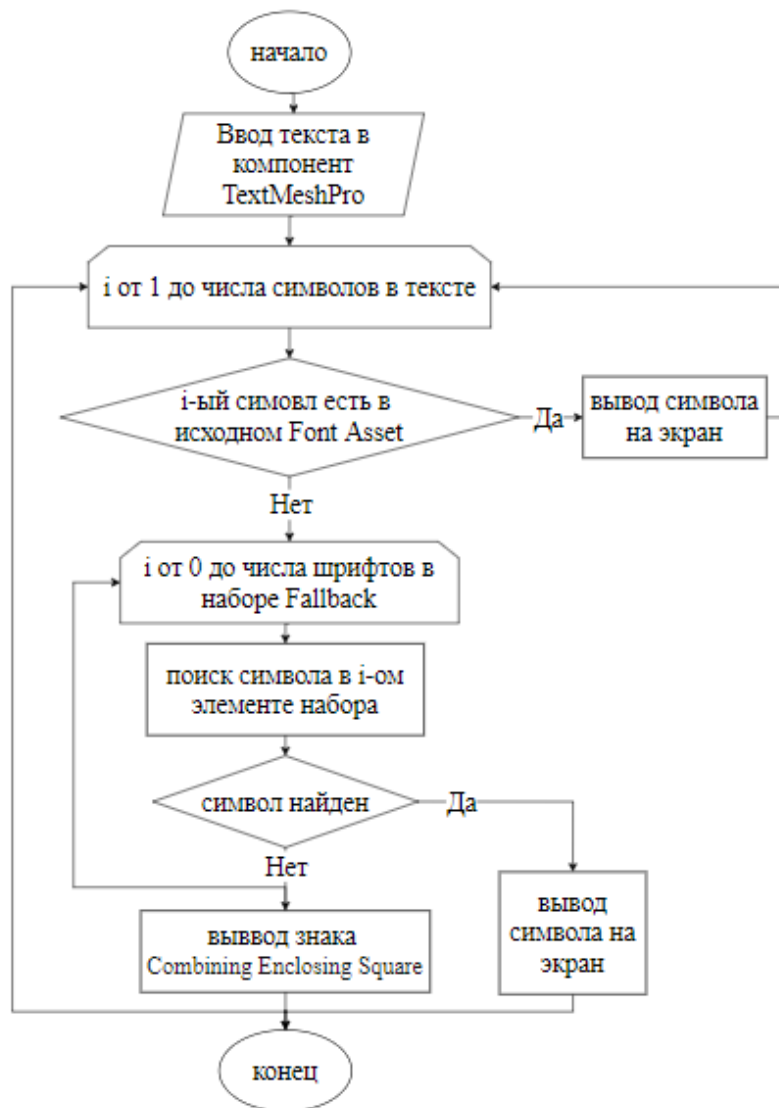 начало
Ввод текста в
компонент
TextMeshPro
i от 1 до числа символов в тексте
i-ый симовл есть в
исходном Font Asset
Да
вывод символа
на экран
Нет
i от 0 до числа шрифтов в
наборе Fallback
поиск символа в i-ом
элементе набора
символ найден
Да
Нет
вывод
символа на
экран
выввод знака
Combining Enclosing Square
конец